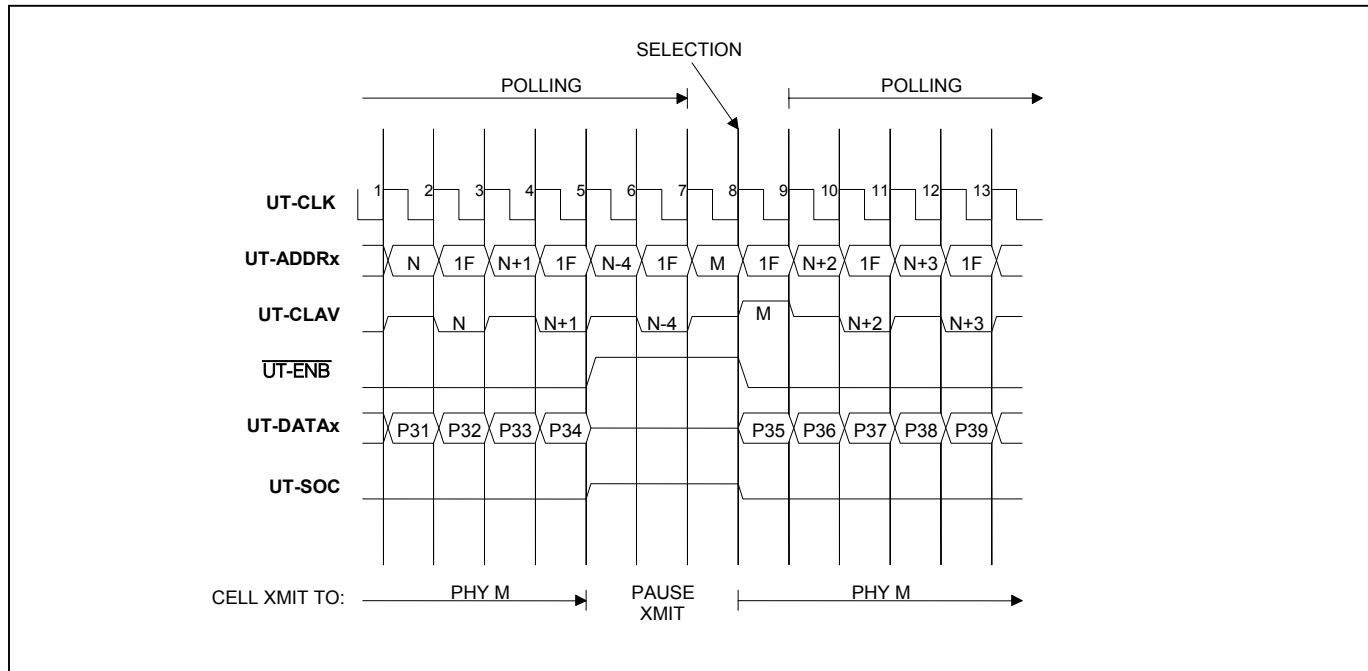 SELECTION
POLLING POLLING
UT-CLK 1 2 3 4 5 6 7 8 9 10 11 12 13
UT-ADDRx N 1F N+1 1F N-4 1F M 1F N+2 1F N+3 1F
UT-CLAV N N+1 N-4 M N+2 N+3
UT-ENB
UT-DATAx P31 P32 P33 P34 P35 P36 P37 P38 P39
UT-SOC
CELL XMIT TO: PHY M PAUSE PHY M
XMIT